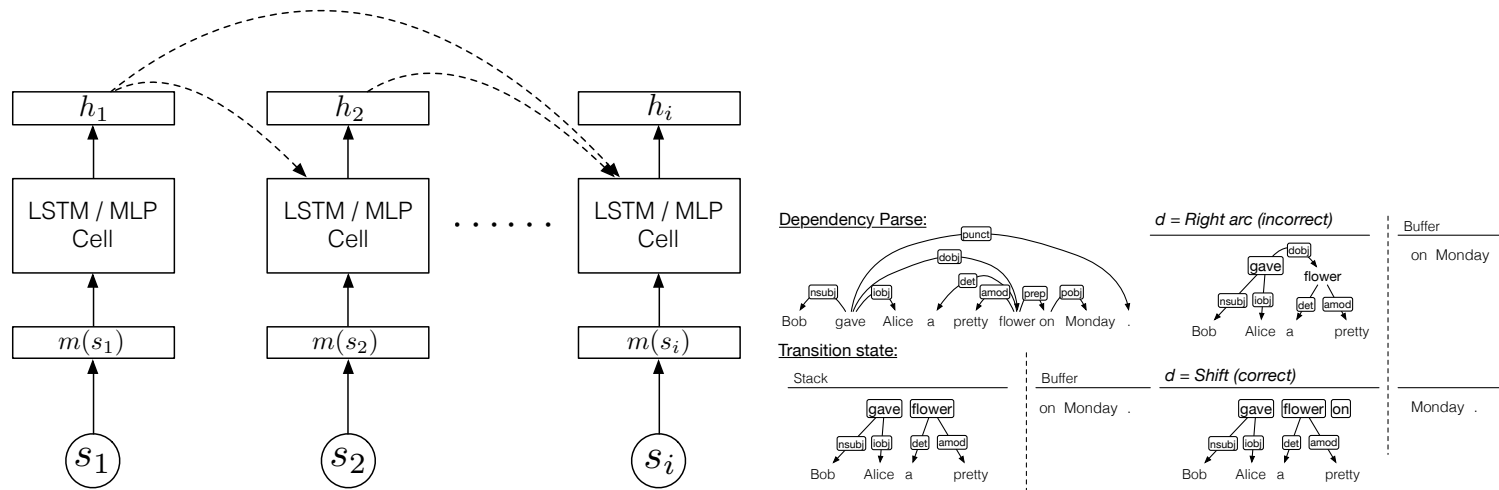 h1 h2 hi
LSTM / MLP Cell
LSTM / MLP Cell
. . . . . .
LSTM / MLP Cell
m(s1) m(s2) m(si)
s1 s2 si
Dependency Parse:
punct
dobj
det
nsubj iobj amod prep pobj
Bob gave Alice a pretty flower on Monday .
Transition state:
Stack Buffer
gave flower on Monday .
nsubj iobj det amod
Bob Alice a pretty
d = Right arc (incorrect)
Buffer
dobj on Monday
gave
flower
nsubj iobj det amod
Bob Alice a pretty
d = Shift (correct)
gave flower on Monday .
nsubj iobj det amod
Bob Alice a pretty